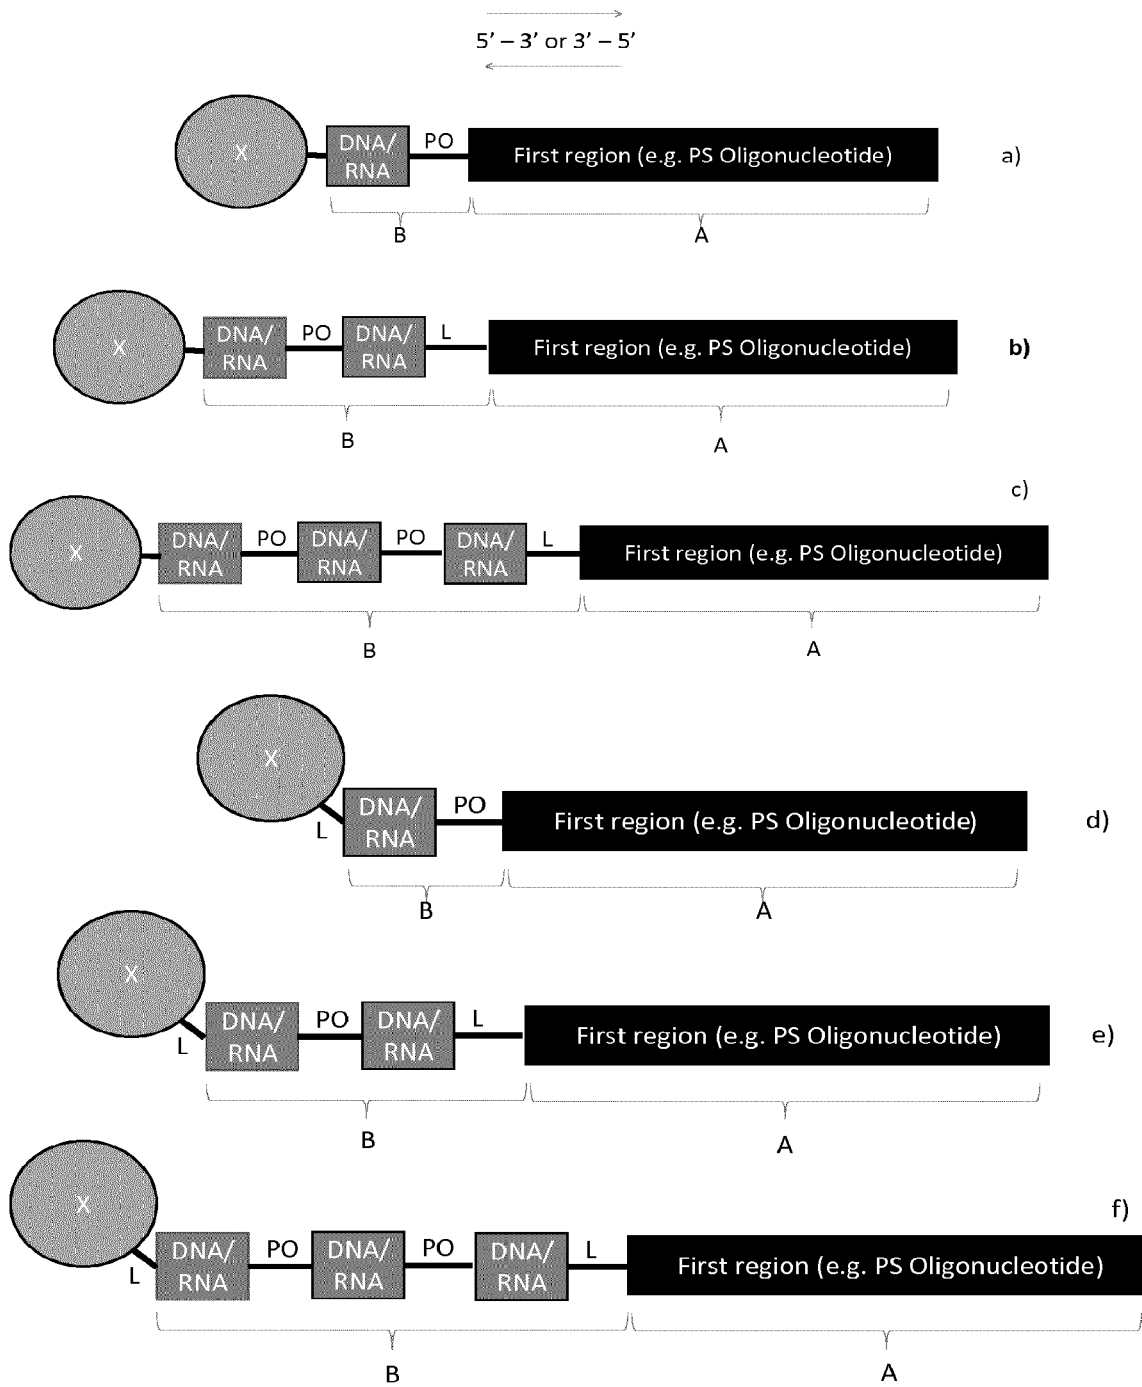 5’ – 3’ or 3’ – 5’
X DNA/ RNA PO First region (e.g. PS Oligonucleotide) a)
B A
X DNA/ RNA PO DNA/ RNA L First region (e.g. PS Oligonucleotide) b)
B A
c)
X DNA/ RNA PO DNA/ RNA PO DNA/ RNA L First region (e.g. PS Oligonucleotide)
B A
X L DNA/ RNA PO First region (e.g. PS Oligonucleotide) d)
B A
X L DNA/ RNA PO DNA/ RNA L First region (e.g. PS Oligonucleotide) e)
B A
f)
X L DNA/ RNA PO DNA/ RNA PO DNA/ RNA L First region (e.g. PS Oligonucleotide)
B A